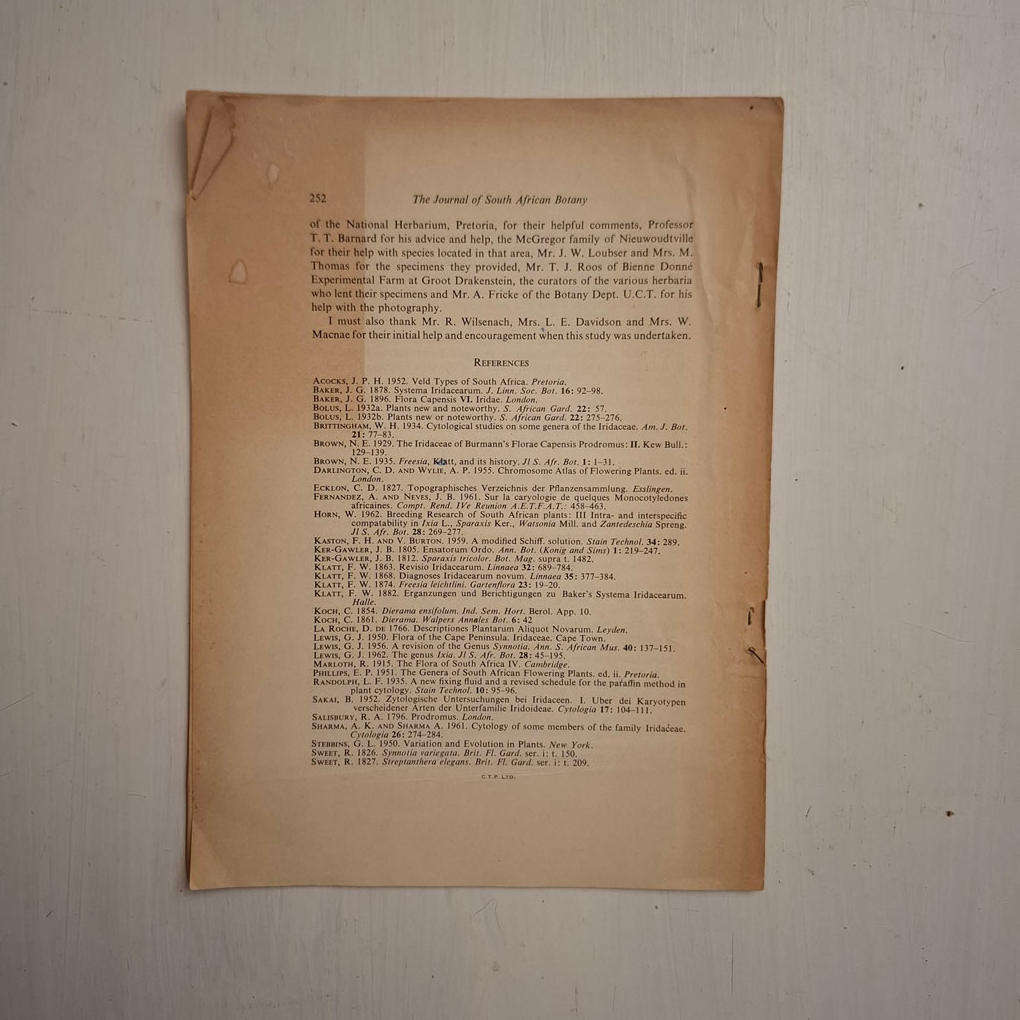 252 The Journal of South African Botany
of the National Herbarium, Pretoria, for their helpful comments, Professor
T. T. Barnard for his advice and help, the McGregor family of Nieuwoudtville
for their help with species located in that area, Mr. J. W. Loubser and Mrs. M.
Thomas for the specimens they provided, Mr. T. J. Roos of Bienne Donné
Experimental Farm at Groot Drakenstein, the curators of the various herbaria
who lent their specimens and Mr. A. Fricke of the Botany Dept. U.C.T. for his
help with the photography.
I must also thank Mr. R. Wilsenach, Mrs. L. E. Davidson and Mrs. W.
Macnae for their initial help and encouragement when this study was undertaken.
REFERENCES
ACOCKS, J. P. H. 1952. Veld Types of South Africa. Pretoria.
BAKER, J. G. 1878. Systema Iridacearum. J. Linn. Soc. Bot. 16: 92–98.
BAKER, J. G. 1896. Flora Capensis VI. Iridae. London.
BOLUS, L. 1932a. Plants new and noteworthy. S. African Gard. 22: 57.
BOLUS, L. 1932b. Plants new or noteworthy. S. African Gard. 22: 275–276.
BRITTINGHAM, W. H. 1934. Cytological studies on some genera of the Iridaceae. Am. J. Bot.
21: 77–83.
BROWN, N. E. 1929. The Iridaceae of Burmann's Florae Capensis Prodromus: II. Kew Bull.:
129–139.
BROWN, N. E. 1935. Freesia, Klatt, and its history. Jl S. Afr. Bot. 1: 1–31.
DARLINGTON, C. D. AND WYLIE, A. P. 1955. Chromosome Atlas of Flowering Plants. ed. ii.
London.
ECKLON, C. D. 1827. Topographisches Verzeichnis der Pflanzensammlung. Esslingen.
FERNANDEZ, A. AND NEVES, J. B. 1961. Sur la caryologie de quelques Monocotyledones
africaines. Compt. Rend. IVe Reunion A.E.T.F.A.T.: 458–463.
HORN, W. 1962. Breeding Research of South African plants: III Intra- and interspecific
compatability in Ixia L., Sparaxis Ker., Watsonia Mill. and Zantedeschia Spreng.
Jl S. Afr. Bot. 28: 269–277.
KASTON, F. H. AND V. BURTON. 1959. A modified Schiff. solution. Stain Technol. 34: 289.
KER-GAWLER, J. B. 1805. Ensatorum Ordo. Ann. Bot. (Konig and Sims) 1: 219–247.
KER-GAWLER, J. B. 1812. Sparaxis tricolor. Bot. Mag. supra t. 1482.
KLATT, F. W. 1863. Revisio Iridacearum. Linnaea 32: 689–784.
KLATT, F. W. 1868. Diagnoses Iridacearum novum. Linnaea 35: 377–384.
KLATT, F. W. 1874. Freesia leichtlini. Gartenflora 23: 19–20.
KLATT, F. W. 1882. Erganzungen und Berichtigungen zu Baker's Systema Iridacearum.
Halle.
KOCH, C. 1854. Dierama ensifolum. Ind. Sem. Hort. Berol. App. 10.
KOCH, C. 1861. Dierama. Walpers Annales Bot. 6: 42
LA ROCHE, D. DE 1766. Descriptiones Plantarum Aliquot Novarum. Leyden.
LEWIS, G. J. 1950. Flora of the Cape Peninsula. Iridaceae. Cape Town.
LEWIS, G. J. 1956. A revision of the Genus Synnotia. Ann. S. African Mus. 40: 137–151.
LEWIS, G. J. 1962. The genus Ixia. Jl S. Afr. Bot. 28: 45–195.
MARLOTH, R. 1915. The Flora of South Africa IV. Cambridge.
PHILLIPS, E. P. 1951. The Genera of South African Flowering Plants. ed. ii. Pretoria.
RANDOLPH, L. F. 1935. A new fixing fluid and a revised schedule for the paraffin method in
plant cytology. Stain Technol. 10: 95–96.
SAKAI, B. 1952. Zytologische Untersuchungen bei Iridaceen. I. Uber dei Karyotypen
verscheidener Arten der Unterfamilie Iridoideae. Cytologia 17: 104–111.
SALISBURY, R. A. 1796. Prodromus. London.
SHARMA, A. K. AND SHARMA A. 1961. Cytology of some members of the family Iridaceae.
Cytologia 26: 274–284.
STEBBINS, G. L. 1950. Variation and Evolution in Plants. New York.
SWEET, R. 1826. Synnotia variegata. Brit. Fl. Gard. ser. i: t. 150.
SWEET, R. 1827. Streptanthera elegans. Brit. Fl. Gard. ser. i: t. 209.
C.T.P. LTD.